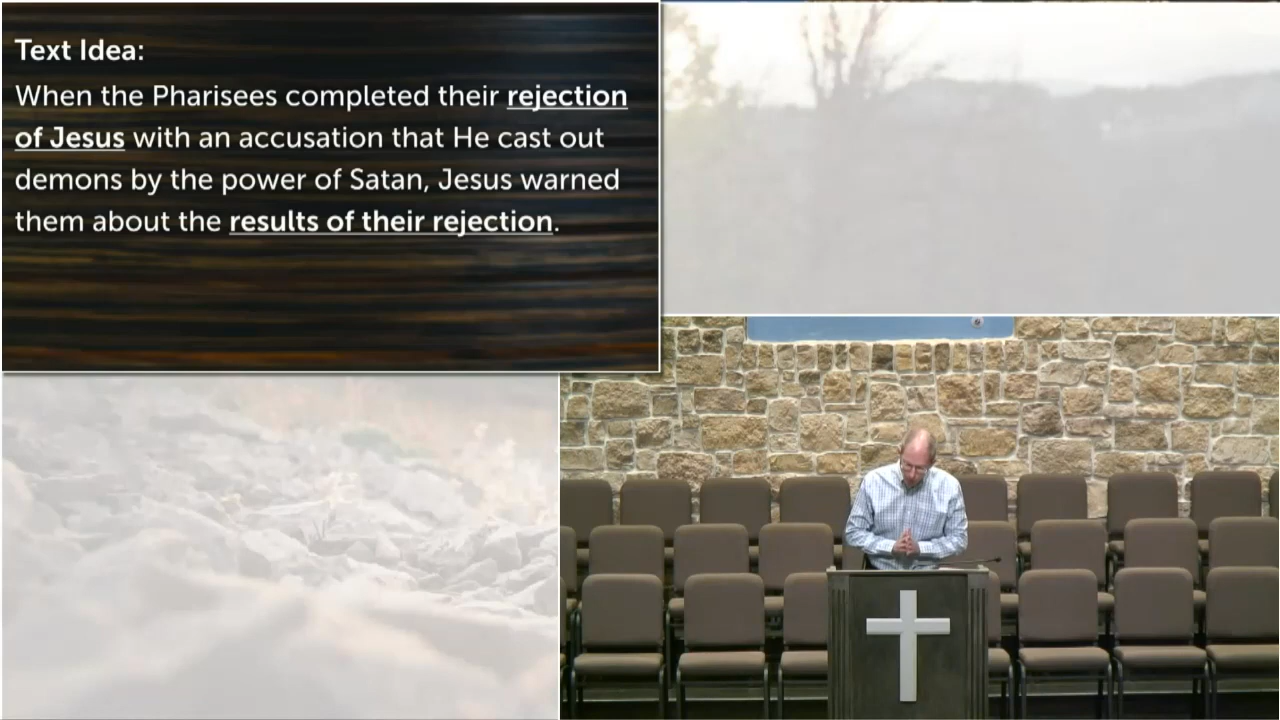 Text Idea:
When the Pharisees completed their rejection
of Jesus with an accusation that He cast out
demons by the power of Satan, Jesus warned
them about the results of their rejection.